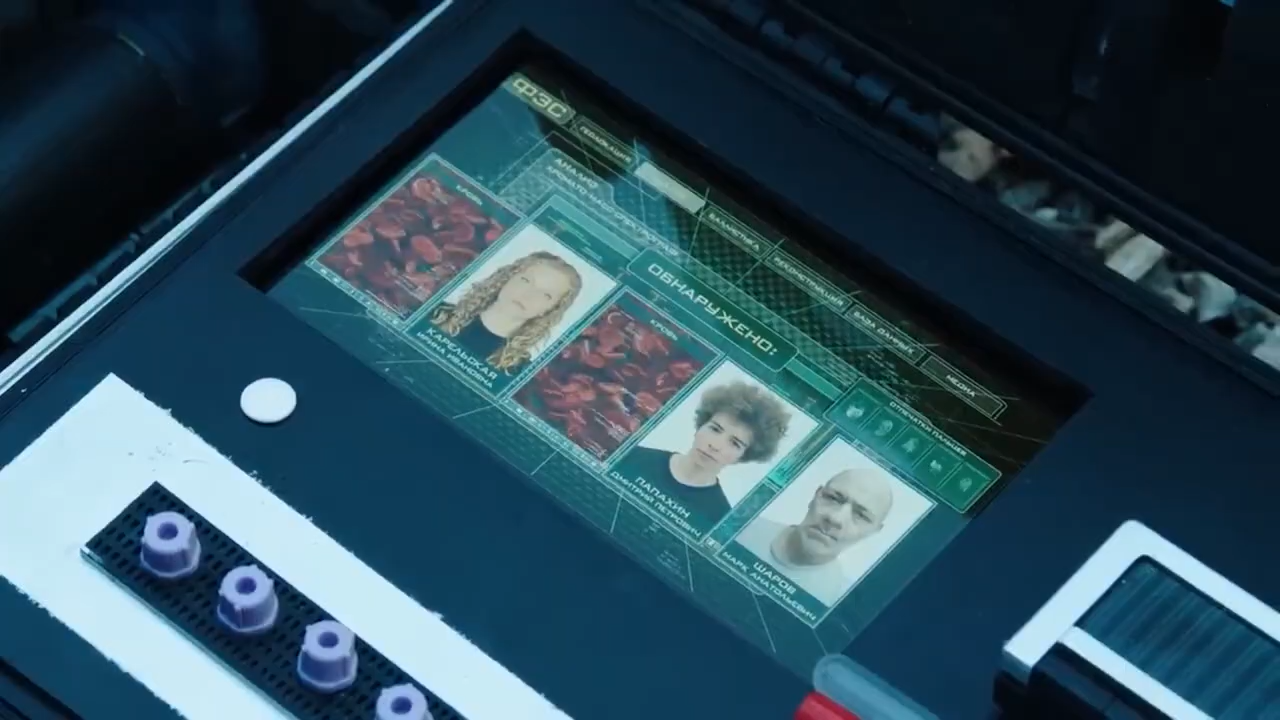 ФЭС
БАЛЛИСТИКА
РЕКОНСТРУКЦИЯ
БАЗА ДАННЫХ
МЕДИА
АНАЛИЗ
ОБНАРУЖЕНО:
ОТПЕЧАТКИ ПАЛЬЦЕВ
КРОВЬ
КАРЕЛЬСКАЯ
ИРИНА ИВАНОВНА
КРОВЬ
ПАПАХИН
ДМИТРИЙ ПЕТРОВИЧ
ШАРОВ
МАРК АНАТОЛЬЕВИЧ